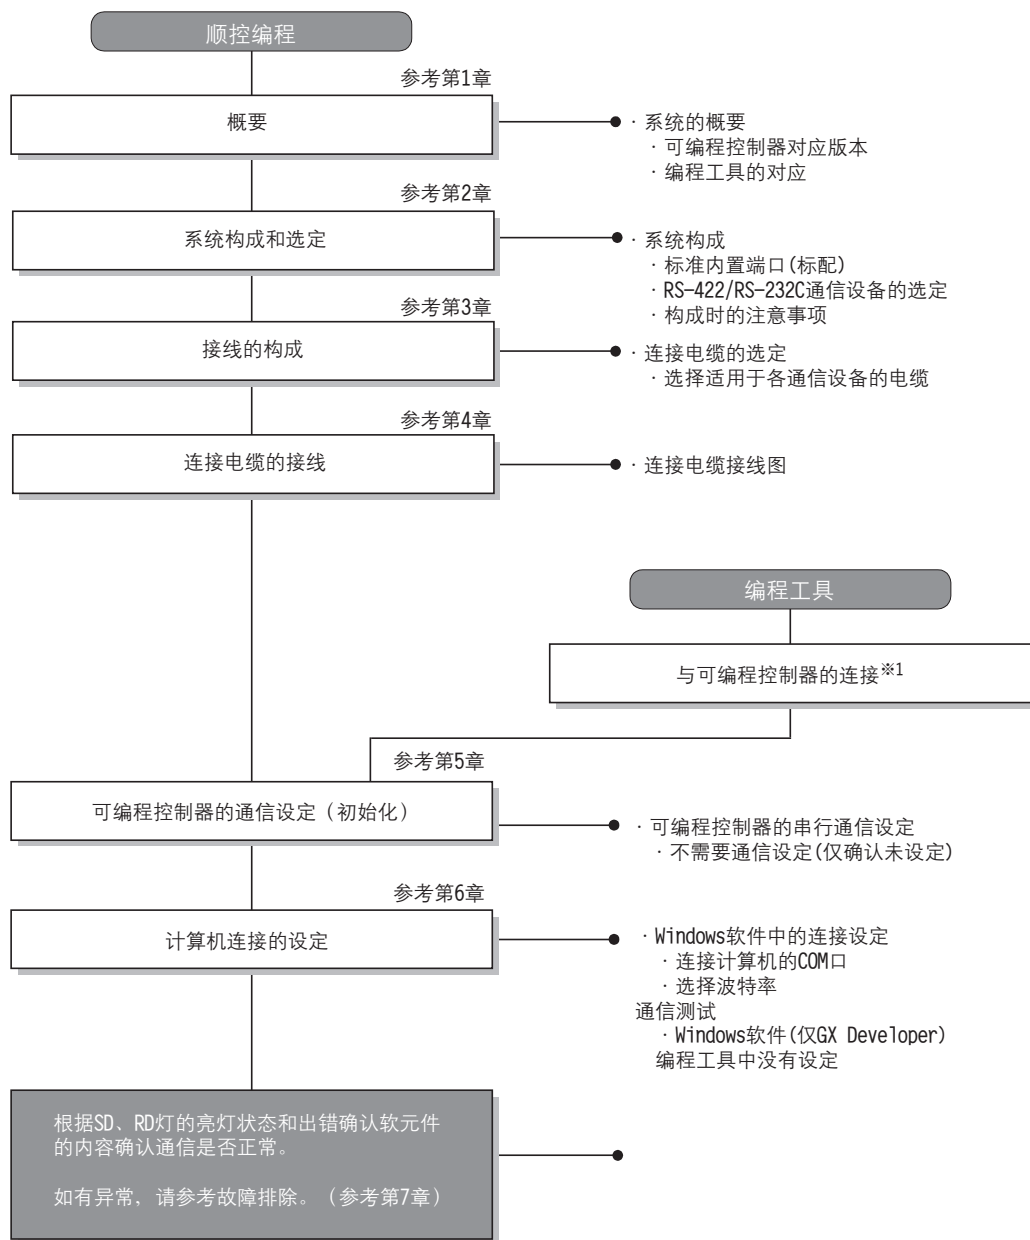 顺控编程
参考第1章
概要
· 系统的概要
· 可编程控制器对应版本
· 编程工具的对应
参考第2章
系统构成和选定
· 系统构成
· 标准内置端口(标配)
· RS-422/RS-232C通信设备的选定
· 构成时的注意事项
参考第3章
接线的构成
· 连接电缆的选定
· 选择适用于各通信设备的电缆
参考第4章
连接电缆的接线
· 连接电缆接线图
编程工具
与可编程控制器的连接※1
参考第5章
可编程控制器的通信设定（初始化）
· 可编程控制器的串行通信设定
· 不需要通信设定(仅确认未设定)
参考第6章
计算机连接的设定
· Windows软件中的连接设定
· 连接计算机的COM口
· 选择波特率
通信测试
· Windows软件(仅GX Developer)
编程工具中没有设定
根据SD、RD灯的亮灯状态和出错确认软元件
的内容确认通信是否正常。
如有异常，请参考故障排除。（参考第7章）